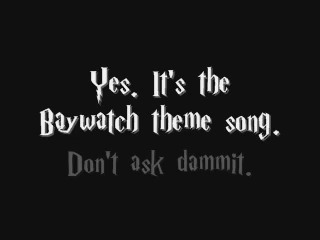 Yes. It's the
Baywatch theme song.
Don't ask dammit.